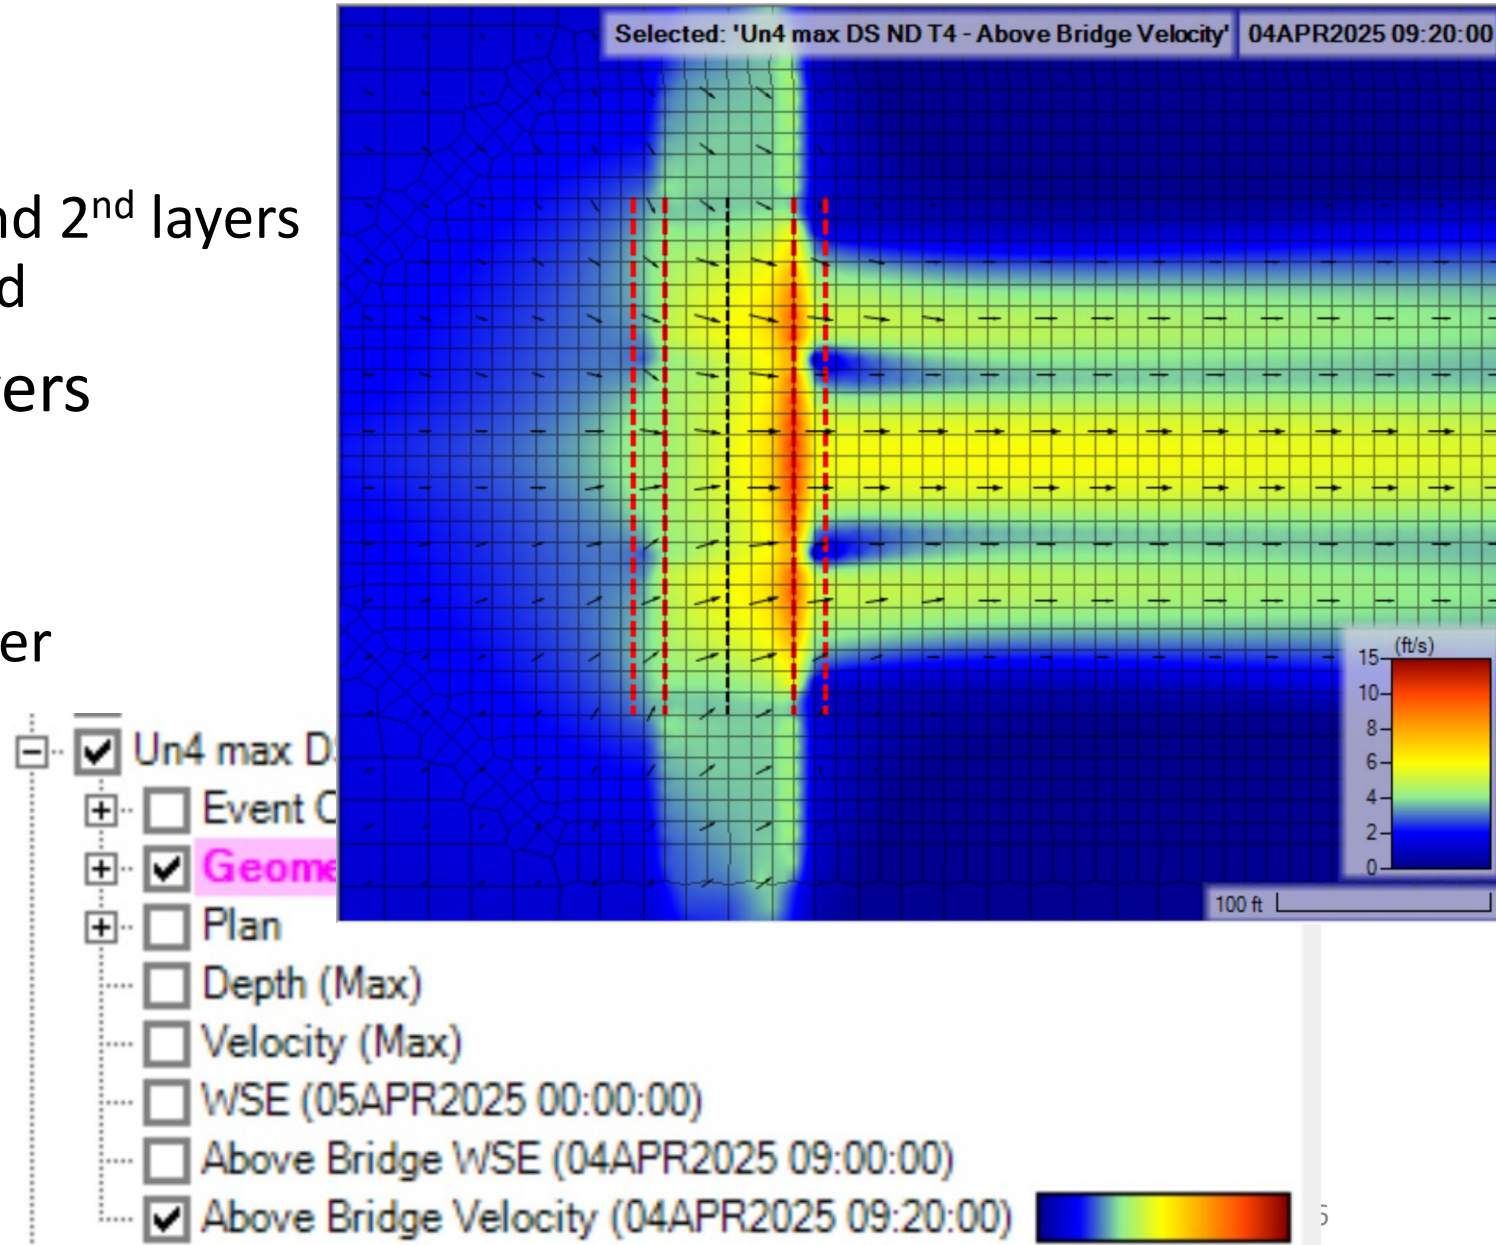 Selected: 'Un4 max DS ND T4 - Above Bridge Velocity' 04APR2025 09:20:00
nd 2nd layers
d
ers
er
(ft/s)
15
10
8
6
4
2
0
100 ft
Un4 max D
Event
Geome
Plan
Depth (Max)
Velocity (Max)
WSE (05APR2025 00:00:00)
Above Bridge WSE (04APR2025 09:00:00)
Above Bridge Velocity (04APR2025 09:20:00)